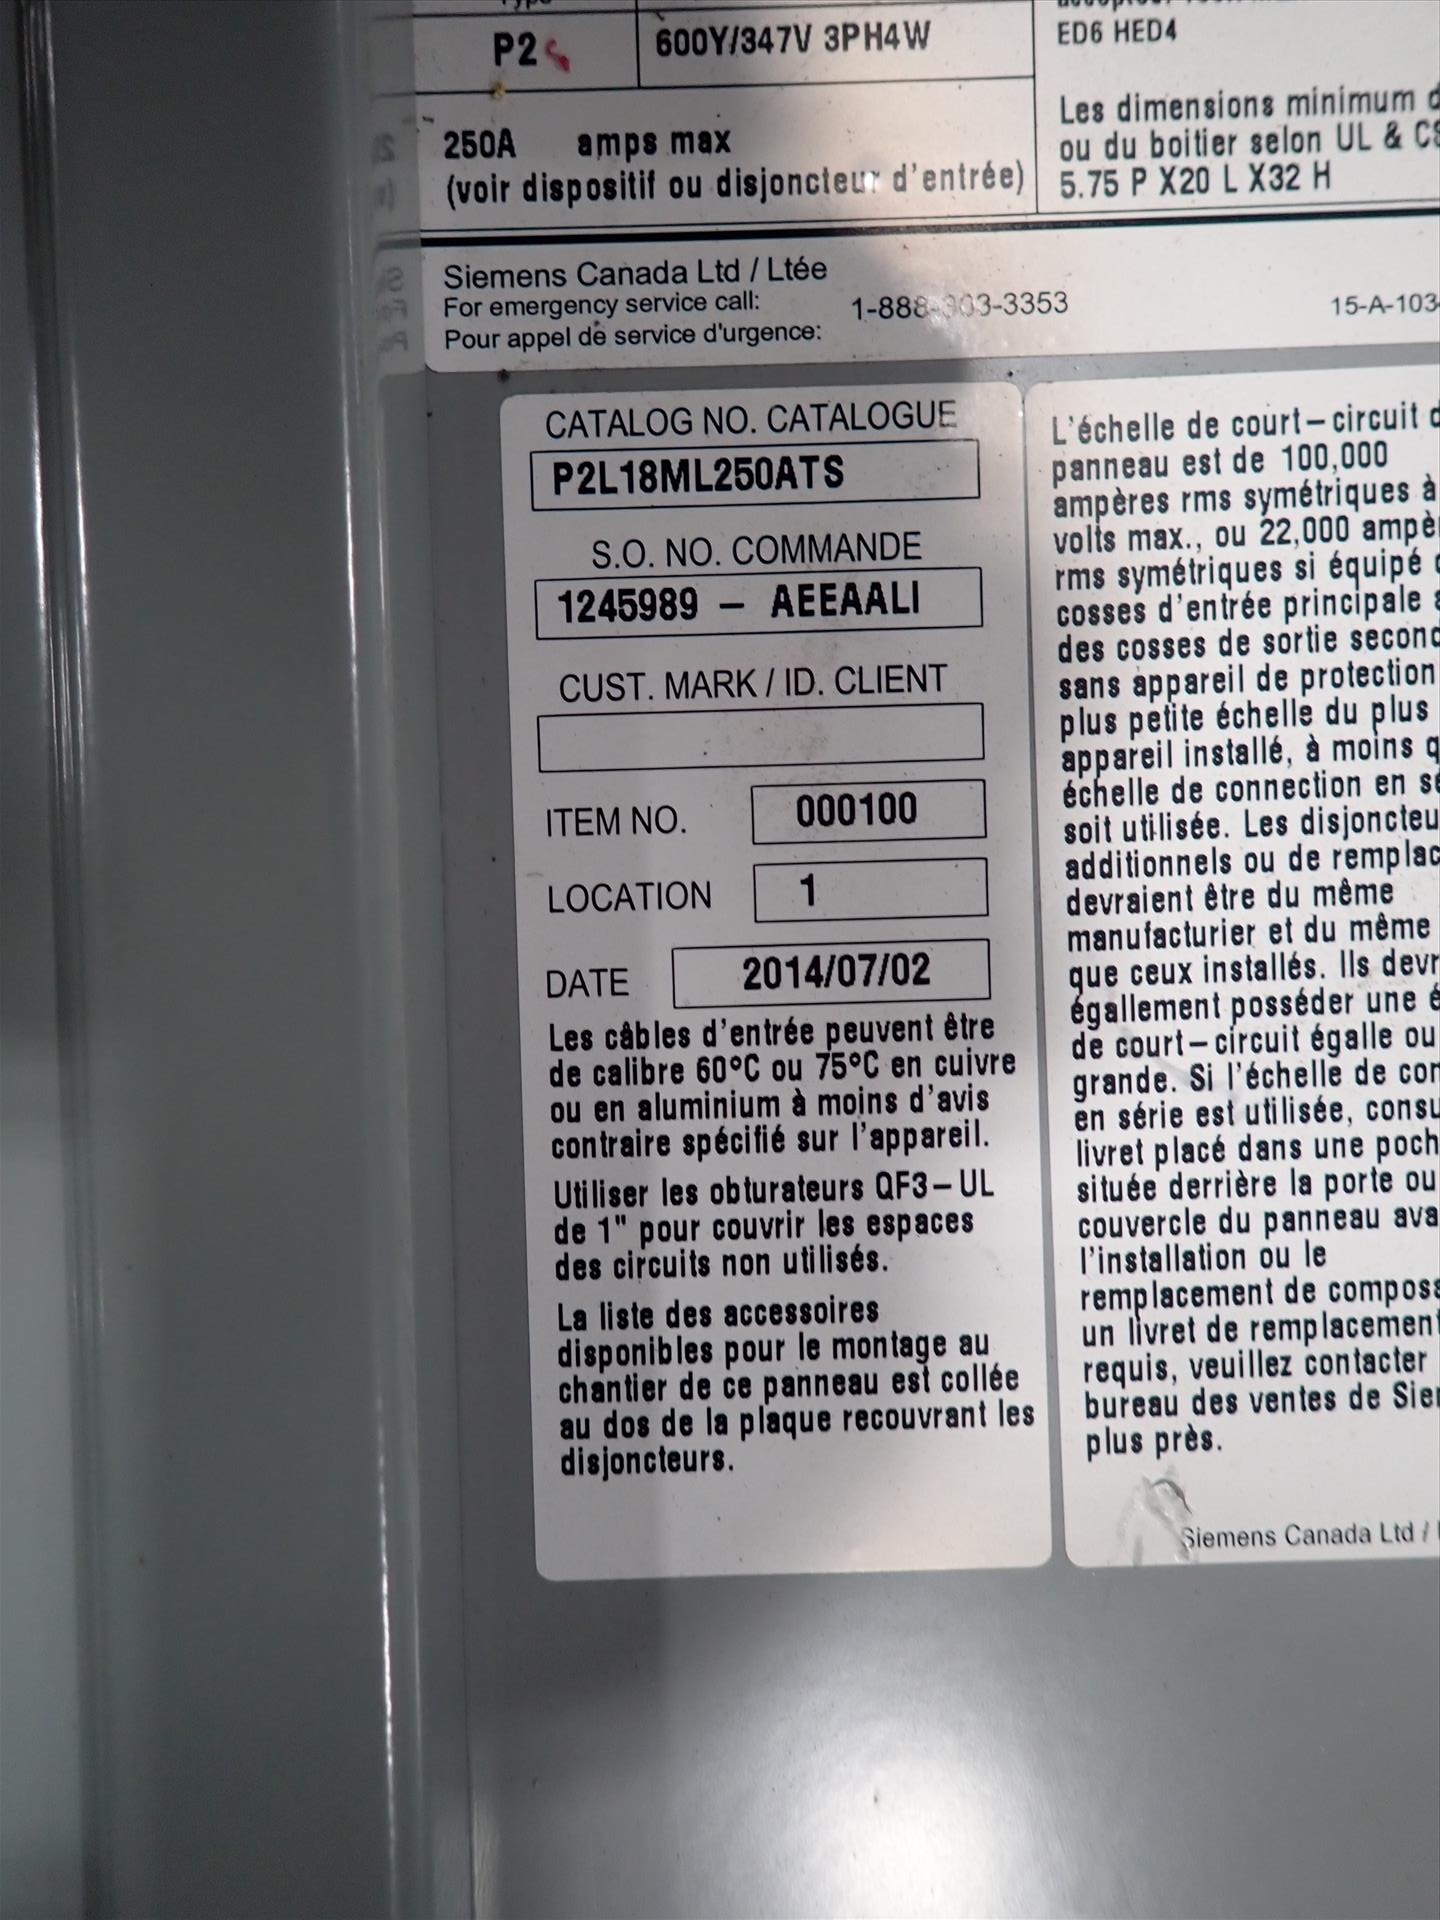 P2
600Y/347V 3PH4W
ED6 HED4
250A amps max
(voir dispositif ou disjoncteur d'entrée)
Les dimensions minimum
ou du boitier selon UL &
5.75 P X20 L X32 H
Siemens Canada Ltd / Ltée
For emergency service call:
Pour appel de service d'urgence:
1-888-303-3353
15-A-103
CATALOG NO. CATALOGUE
P2L18ML250ATS
S.O. NO. COMMANDE
1245989 – AEEAALI
CUST. MARK / ID. CLIENT
ITEM NO. 000100
LOCATION 1
DATE 2014/07/02
Les câbles d'entrée peuvent être
de calibre 60°C ou 75°C en cuivre
ou en aluminium à moins d'avis
contraire spécifié sur l'appareil.
Utiliser les obturateurs QF3–UL
de 1" pour couvrir les espaces
des circuits non utilisés.
La liste des accessoires
disponibles pour le montage au
chantier de ce panneau est collée
au dos de la plaque recouvrant les
disjoncteurs.
L'échelle de court–circuit
panneau est de 100,000
ampères rms symétriques à
volts max., ou 22,000
rms symétriques si équipé
cosses d'entrée principale
des cosses de sortie
sans appareil de protection
plus petite échelle du plus
appareil installé, à moins
échelle de connection en
soit utilisée. Les
additionnels ou de
devraient être du même
manufacturier et du même
que ceux installés. Ils
égallement posséder une
de court–circuit égalle ou
grande. Si l'échelle de
en série est utilisée,
livret placé dans une
située derrière la porte ou
couvercle du panneau
l'installation ou le
remplacement de
un livret de remplacement
requis, veuillez contacter
bureau des ventes de
plus près.
Siemens Canada Ltd /